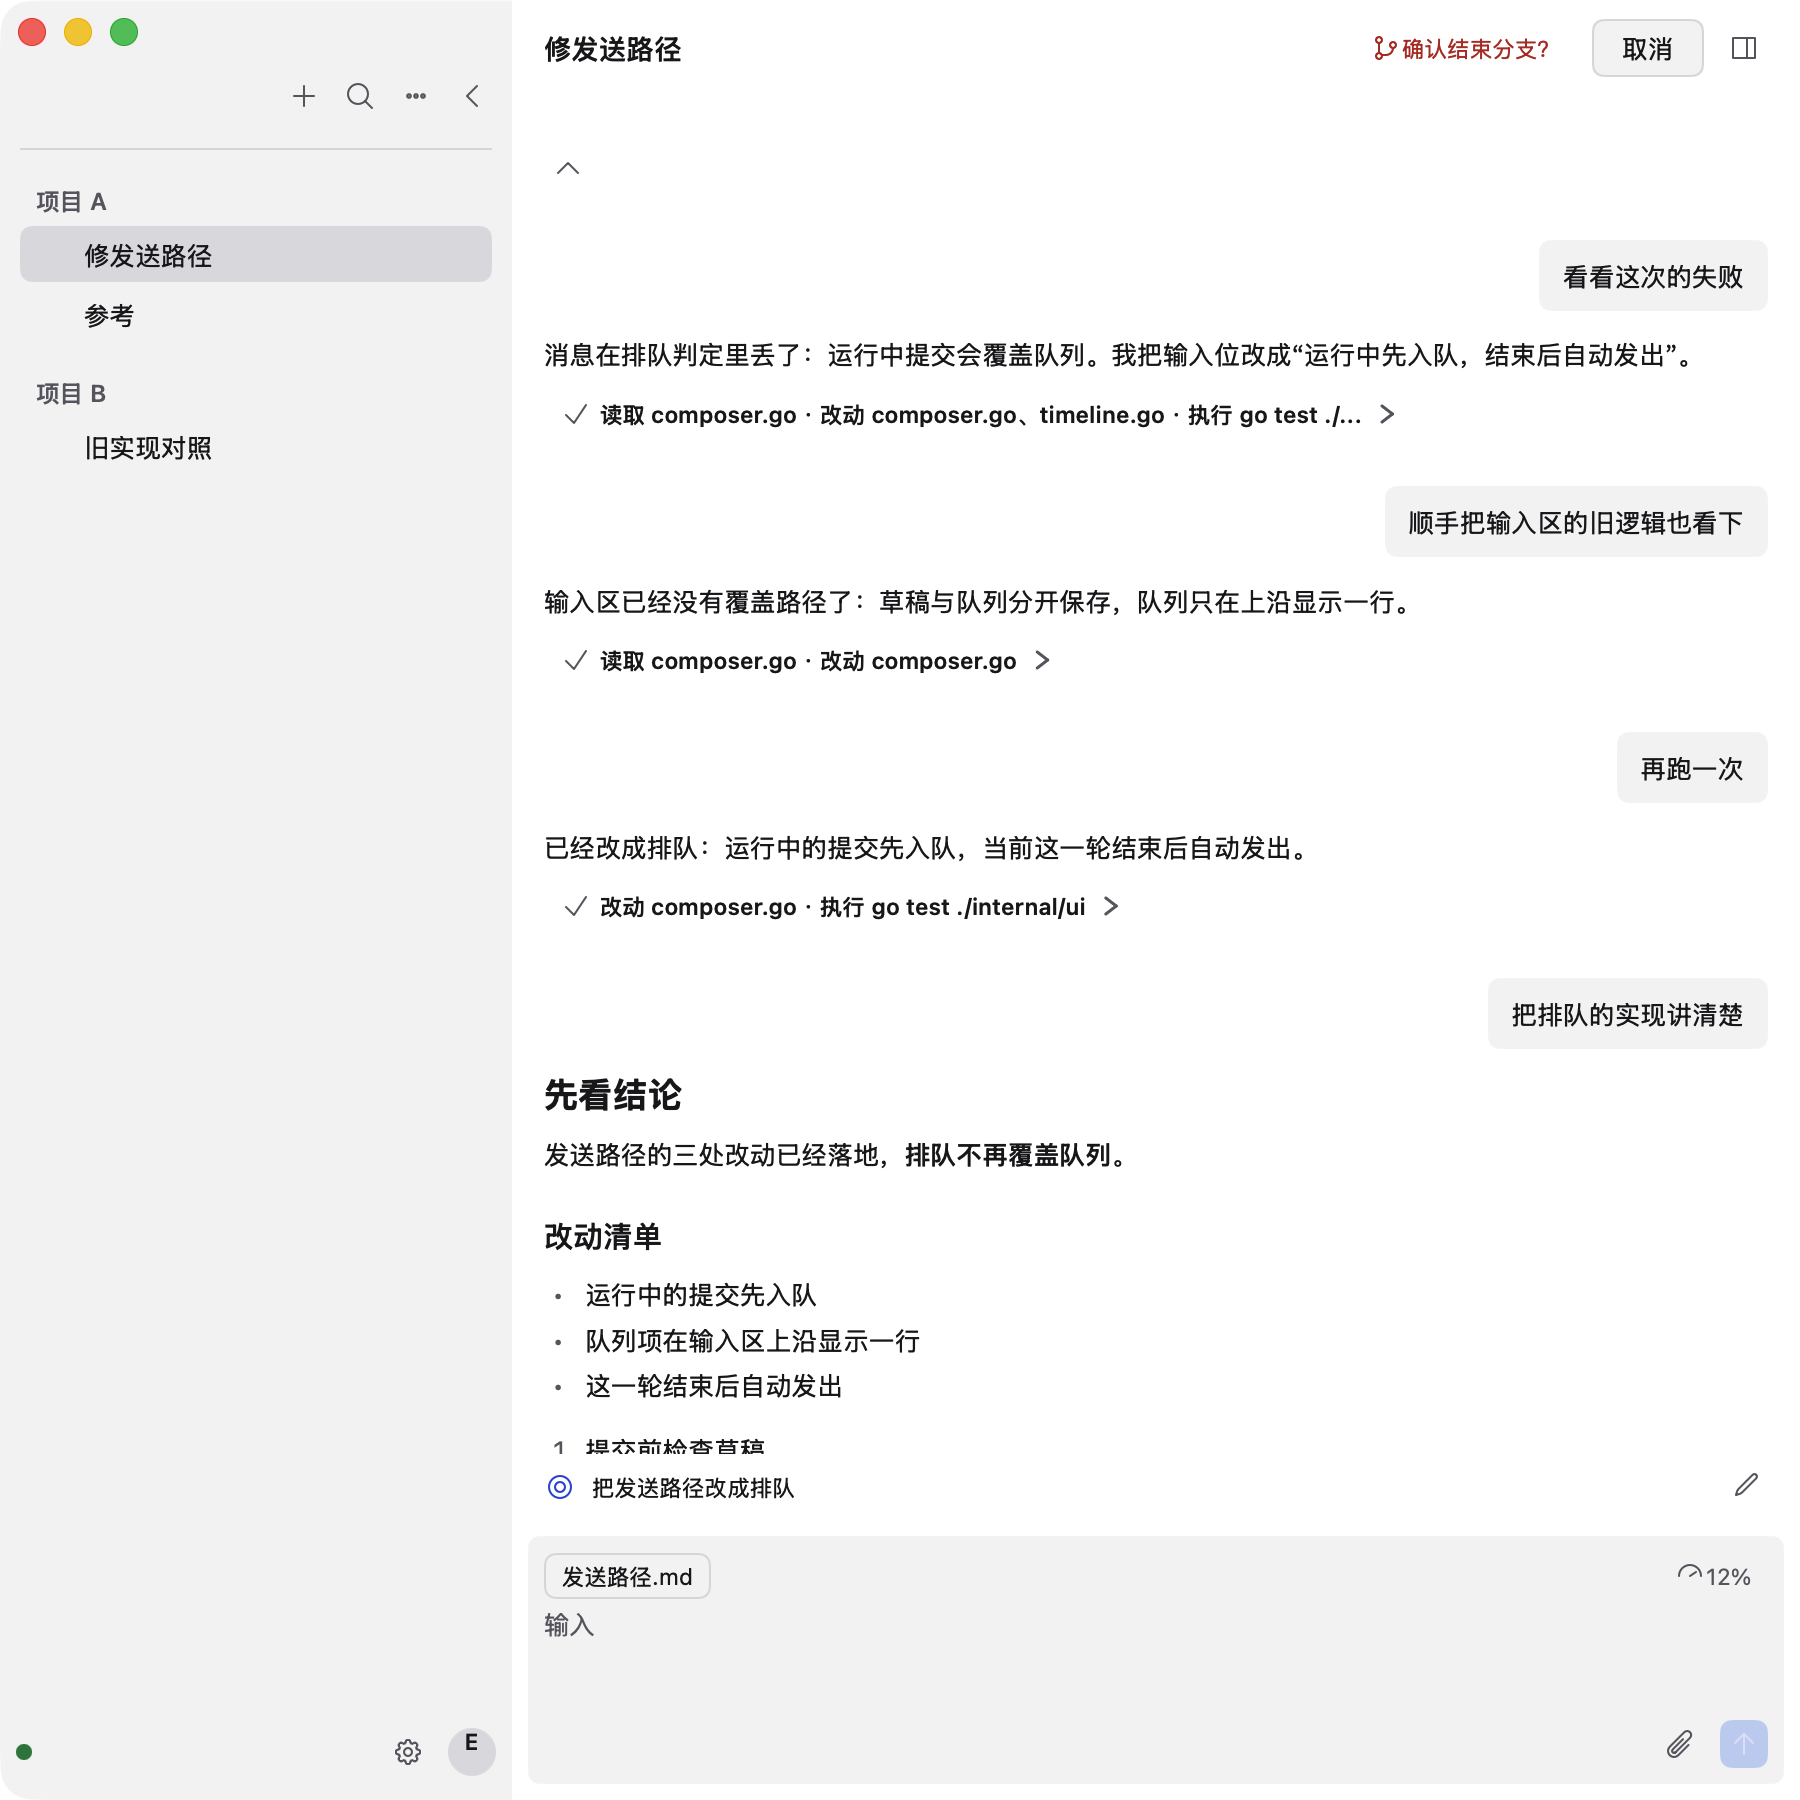 修发送路径
确认结束分支?
取消
项目 A
修发送路径
参考
项目 B
旧实现对照
看看这次的失败
消息在排队判定里丢了：运行中提交会覆盖队列。我把输入位改成“运行中先入队，结束后自动发出”。
读取 composer.go · 改动 composer.go、timeline.go · 执行 go test ./...
顺手把输入区的旧逻辑也看下
输入区已经没有覆盖路径了：草稿与队列分开保存，队列只在上沿显示一行。
读取 composer.go · 改动 composer.go
再跑一次
已经改成排队：运行中的提交先入队，当前这一轮结束后自动发出。
改动 composer.go · 执行 go test ./internal/ui
把排队的实现讲清楚
先看结论
发送路径的三处改动已经落地，排队不再覆盖队列。
改动清单
• 运行中的提交先入队
• 队列项在输入区上沿显示一行
• 这一轮结束后自动发出
1 提交前检查草稿
把发送路径改成排队
发送路径.md
12%
输入
E